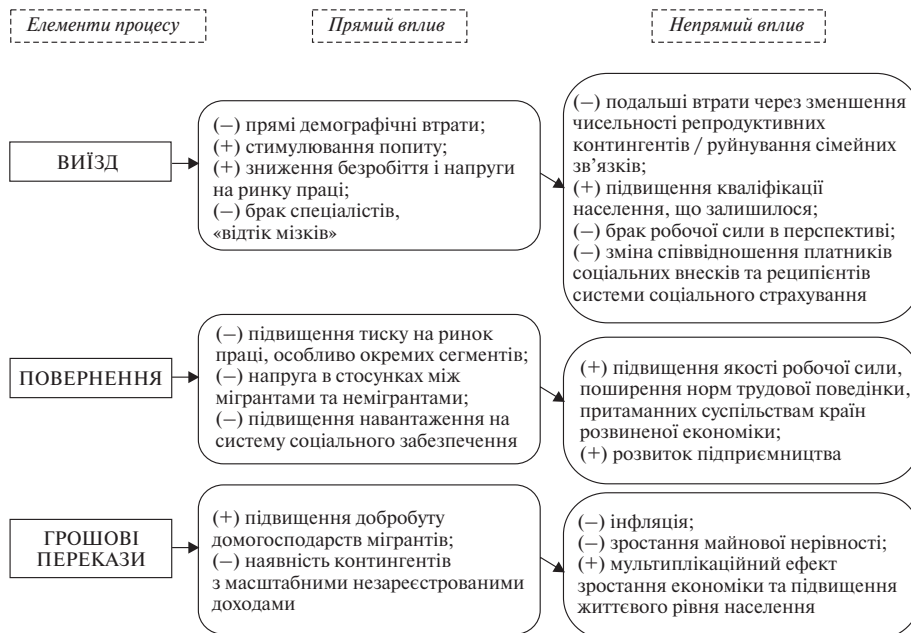 Елементи процесу
Прямий вплив
Непрямий вплив
ВИЇЗД
(–) прямі демографічні втрати;
(+) стимулювання попиту;
(+) зниження безробіття і напруги
на ринку праці;
(–) брак спеціалістів,
«відтік мізків»
(–) подальші втрати через зменшення
чисельності репродуктивних
контингентів / руйнування сімейних
зв’язків;
(+) підвищення кваліфікації
населення, що залишилося;
(–) брак робочої сили в перспективі;
(–) зміна співвідношення платників
соціальних внесків та реципієнтів
системи соціального страхування
ПОВЕРНЕННЯ
(–) підвищення тиску на ринок
праці, особливо окремих сегментів;
(–) напруга в стосунках між
мігрантами та немігрантами;
(–) підвищення навантаження на
систему соціального забезпечення
(+) підвищення якості робочої сили,
поширення норм трудової поведінки,
притаманних суспільствам країн
розвиненої економіки;
(+) розвиток підприємництва
ГРОШОВІ
ПЕРЕКАЗИ
(+) підвищення добробуту
домогосподарств мігрантів;
(–) наявність контингентів
з масштабними незареєстрованими
доходами
(–) інфляція;
(–) зростання майнової нерівності;
(+) мультиплікаційний ефект
зростання економіки та підвищення
життєвого рівня населення